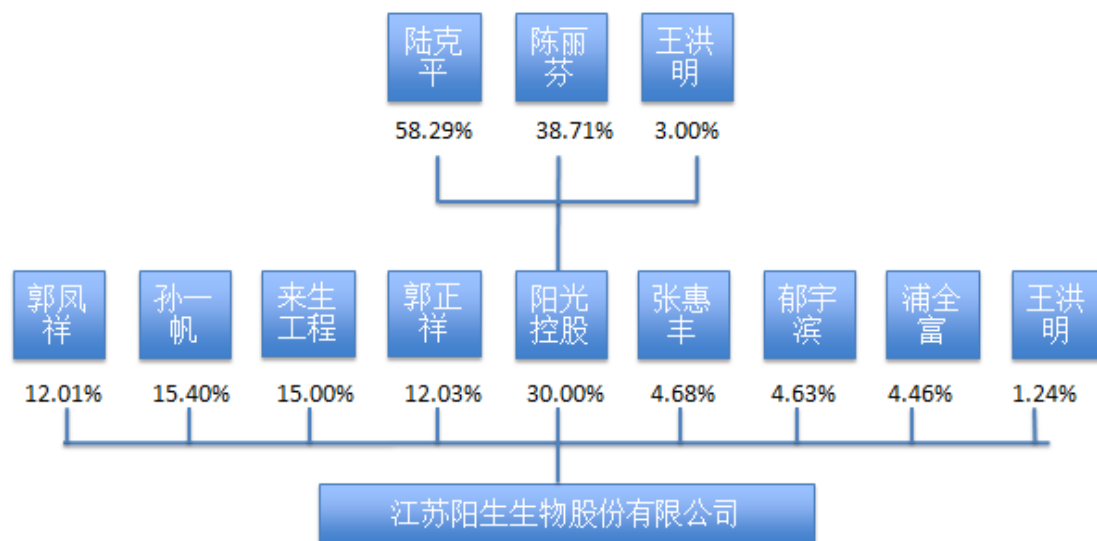 陆克
平
陈丽
芬
王洪
明
58.29%
38.71%
3.00%
郭凤
祥
孙一
帆
来生
工程
郭正
祥
阳光
控股
张惠
丰
郁宇
滨
浦全
富
王洪
明
12.01%
15.40%
15.00%
12.03%
30.00%
4.68%
4.63%
4.46%
1.24%
江苏阳生生物股份有限公司